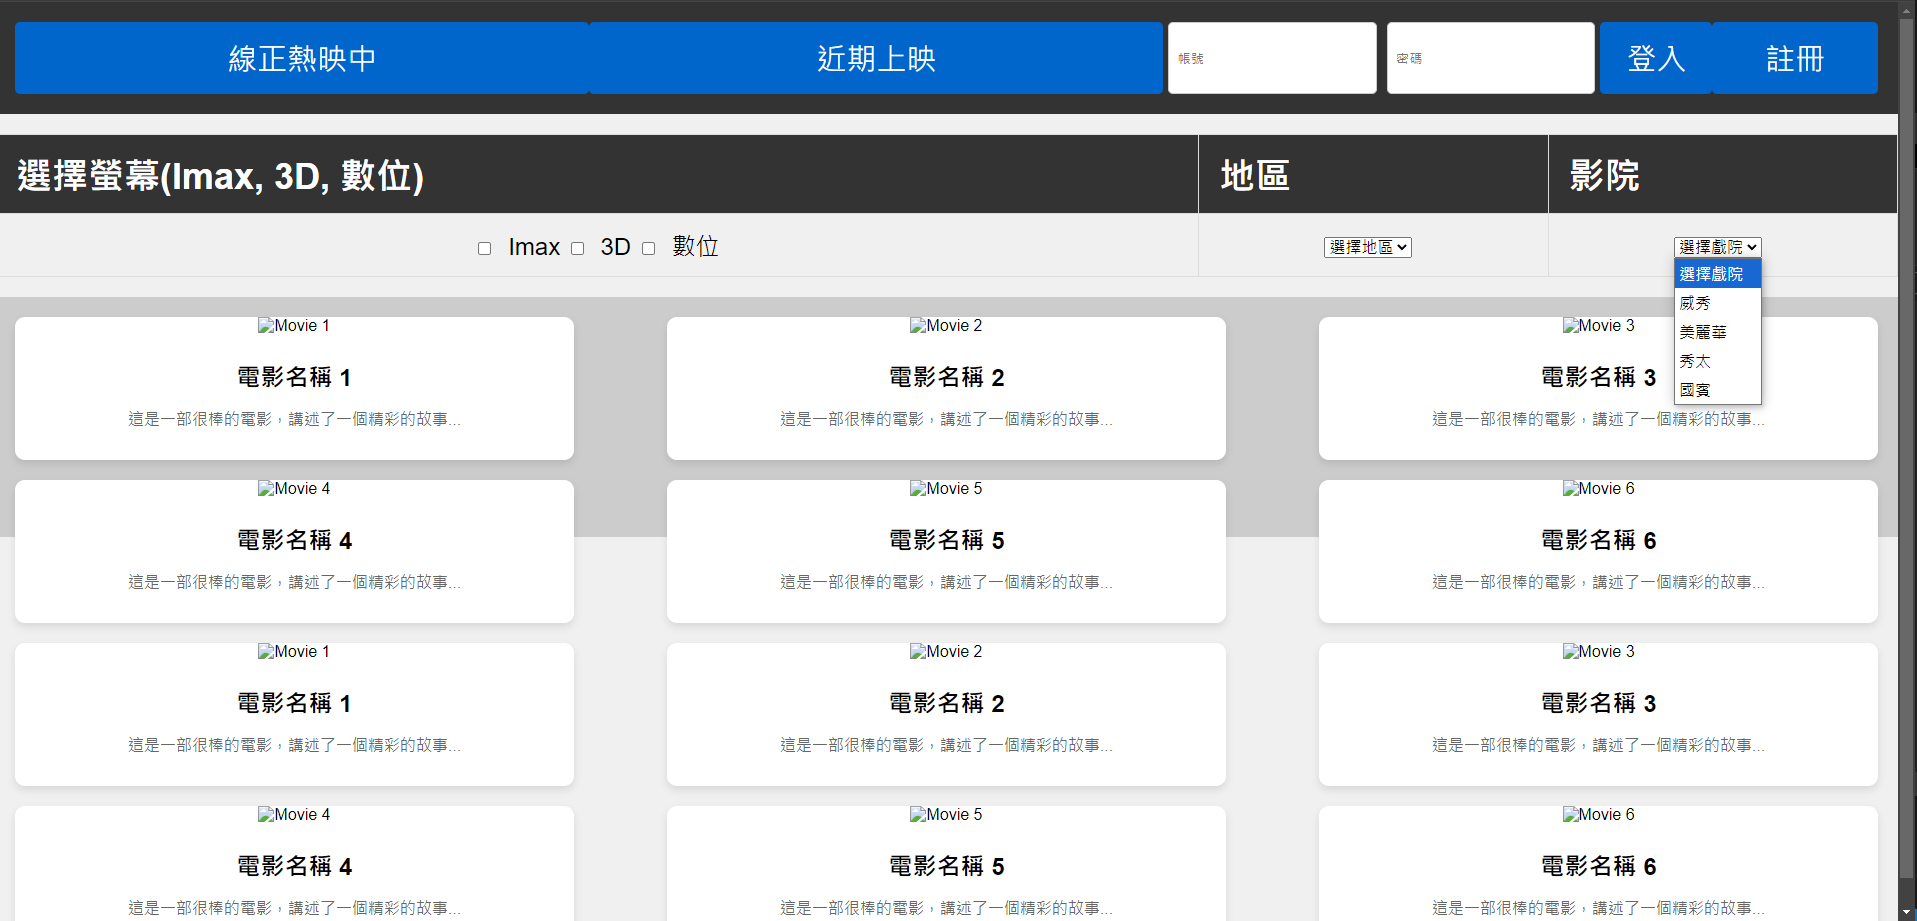 線正熱映中 近期上映 帳號 密碼 登入 註冊
選擇螢幕(Imax, 3D, 數位) 地區 影院
Imax 3D 數位 選擇地區 選擇戲院
選擇戲院
威秀
美麗華
秀太
國賓
Movie 1 Movie 2 Movie 3
電影名稱 1 電影名稱 2 電影名稱 3
這是一部很棒的電影，講述了一個精彩的故事... 這是一部很棒的電影，講述了一個精彩的故事... 這是一部很棒的電影，講述了一個精彩的故事...
Movie 4 Movie 5 Movie 6
電影名稱 4 電影名稱 5 電影名稱 6
這是一部很棒的電影，講述了一個精彩的故事... 這是一部很棒的電影，講述了一個精彩的故事... 這是一部很棒的電影，講述了一個精彩的故事...
Movie 1 Movie 2 Movie 3
電影名稱 1 電影名稱 2 電影名稱 3
這是一部很棒的電影，講述了一個精彩的故事... 這是一部很棒的電影，講述了一個精彩的故事... 這是一部很棒的電影，講述了一個精彩的故事...
Movie 4 Movie 5 Movie 6
電影名稱 4 電影名稱 5 電影名稱 6
這是一部很棒的電影，講述了一個精彩的故事... 這是一部很棒的電影，講述了一個精彩的故事... 這是一部很棒的電影，講述了一個精彩的故事...